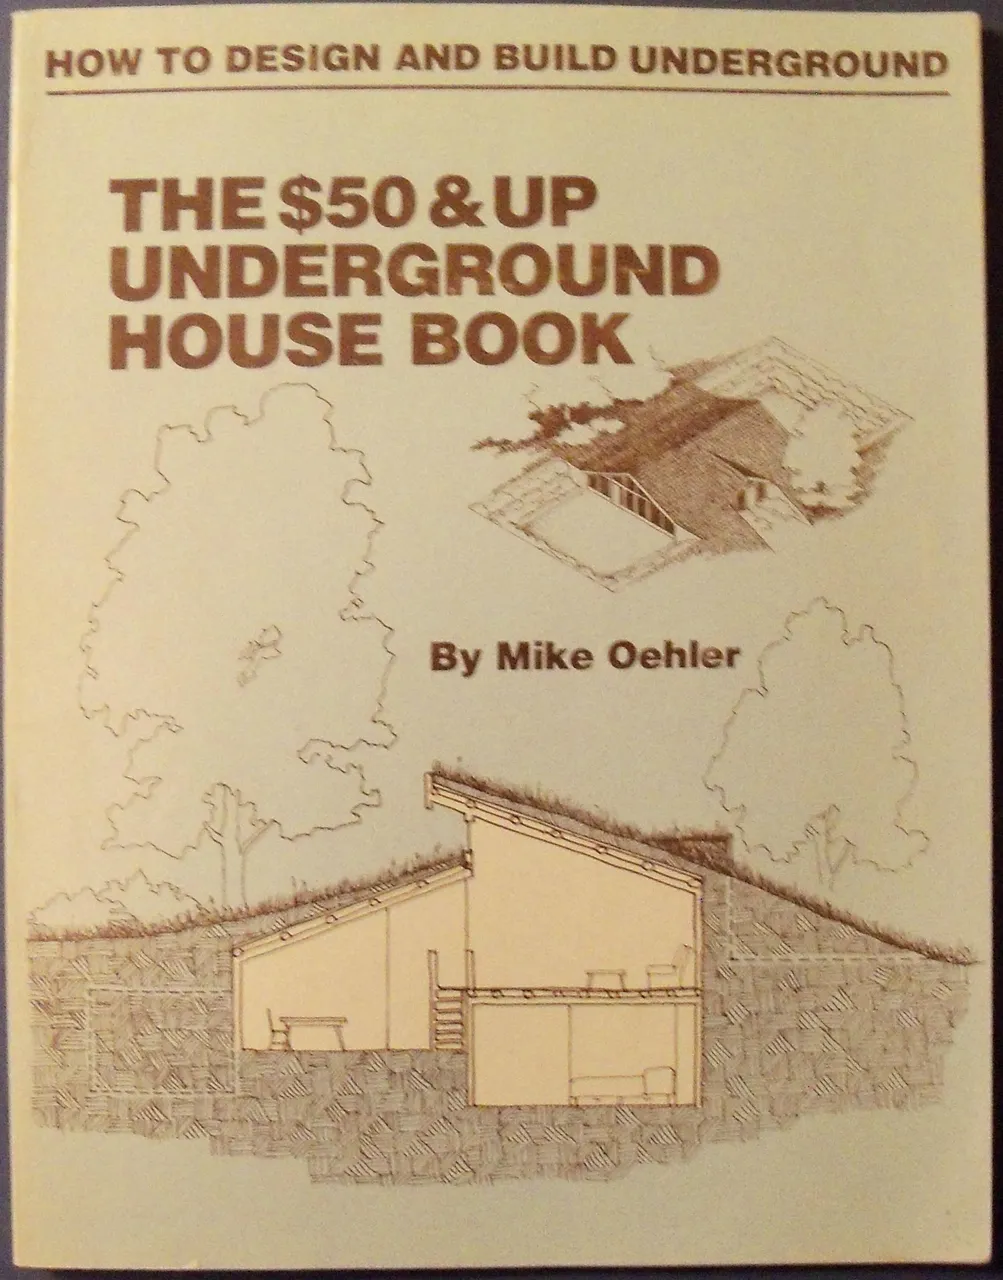 HOW TO DESIGN AND BUILD UNDERGROUND
THE $50 & UP
UNDERGROUND
HOUSE BOOK
By Mike Oehler